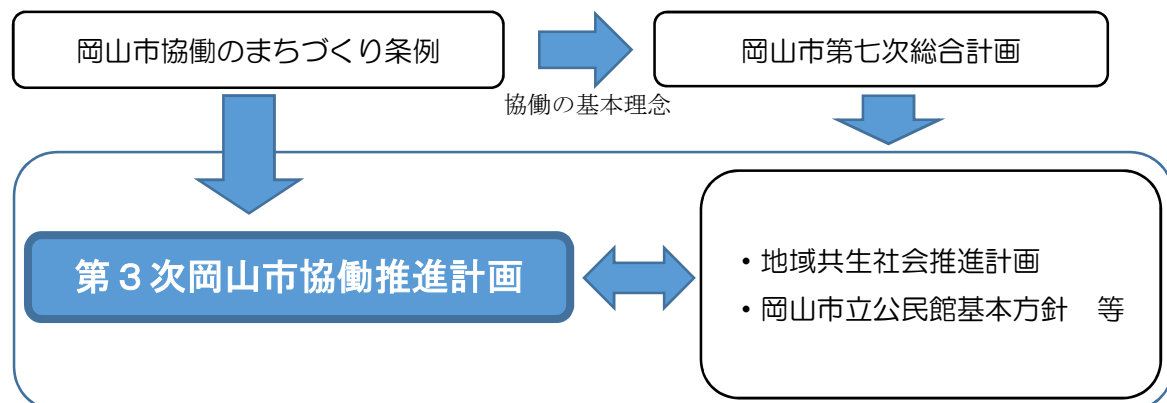 岡山市協働のまちづくり条例
岡山市第七次総合計画
協働の基本理念
第３次岡山市協働推進計画
・地域共生社会推進計画
・岡山市立公民館基本方針　等